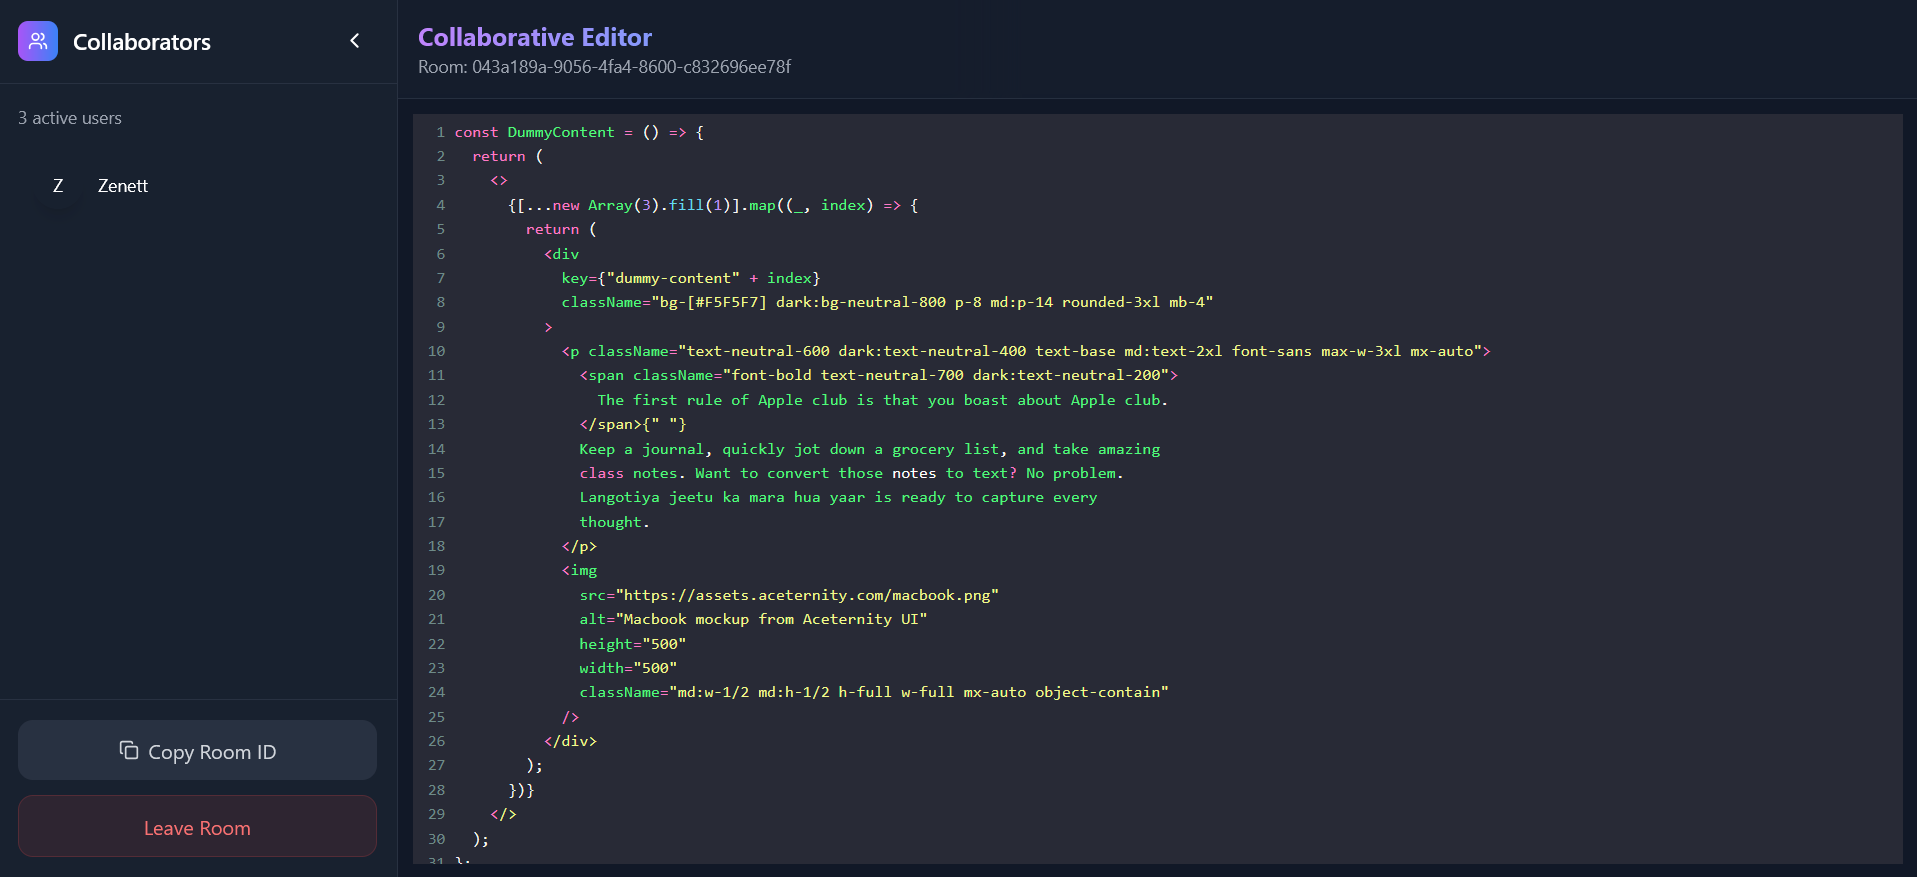 Collaborators
3 active users
Z Zenett
Copy Room ID
Leave Room
Collaborative Editor
Room: 043a189a-9056-4fa4-8600-c832696ee78f
1 const DummyContent = () => {
2   return (
3     <>
4       {[...new Array(3).fill(1)].map((_, index) => {
5         return (
6           <div
7             key={"dummy-content" + index}
8             className="bg-[#F5F5F7] dark:bg-neutral-800 p-8 md:p-14 rounded-3xl mb-4"
9           >
10             <p className="text-neutral-600 dark:text-neutral-400 text-base md:text-2xl font-sans max-w-3xl mx-auto">
11               <span className="font-bold text-neutral-700 dark:text-neutral-200">
12                 The first rule of Apple club is that you boast about Apple club.
13               </span>{" "}
14               Keep a journal, quickly jot down a grocery list, and take amazing
15               class notes. Want to convert those notes to text? No problem.
16               Langotiya jeetu ka mara hua yaar is ready to capture every
17               thought.
18             </p>
19             <img
20               src="https://assets.aceternity.com/macbook.png"
21               alt="Macbook mockup from Aceternity UI"
22               height="500"
23               width="500"
24               className="md:w-1/2 md:h-1/2 h-full w-full mx-auto object-contain"
25             />
26           </div>
27         );
28       })}
29     </>
30   );
31 };